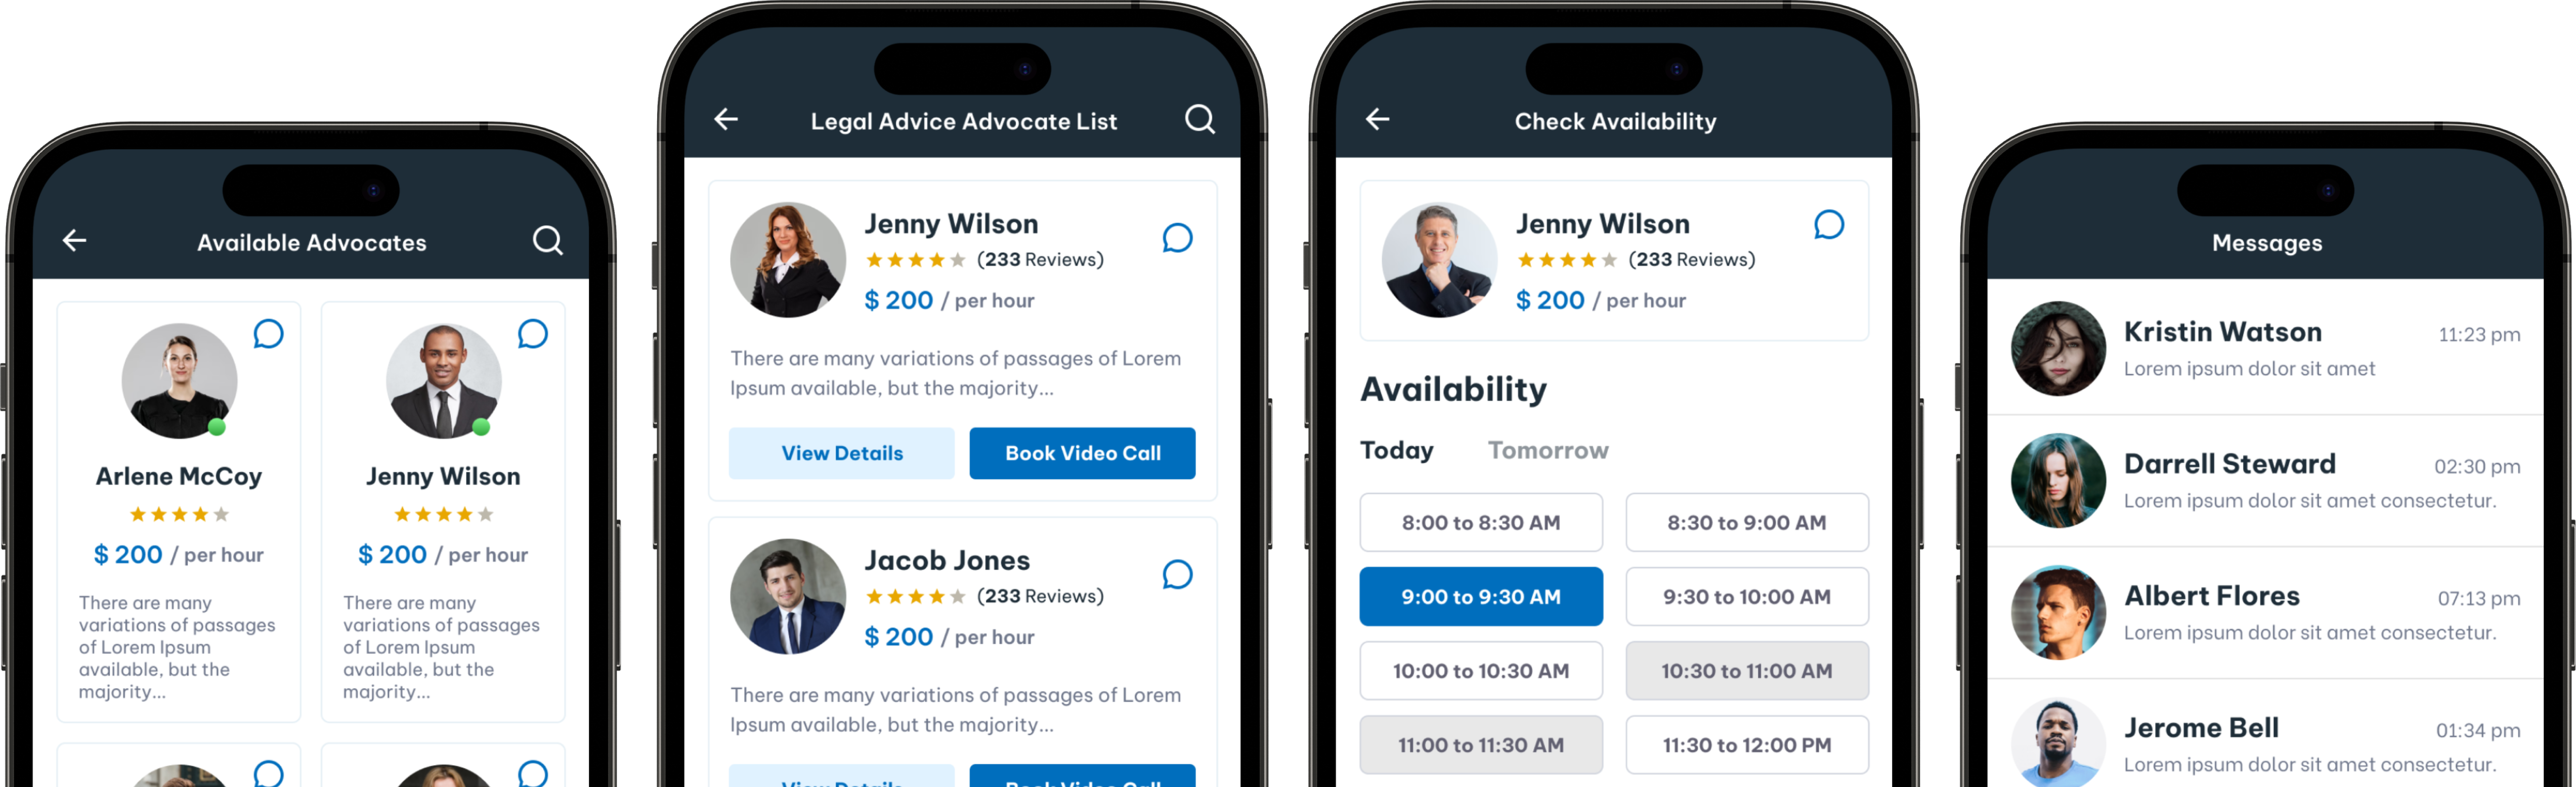 Available Advocates
Arlene McCoy
$ 200 / per hour
There are many
variations of passages
of Lorem Ipsum
available, but the
majority...
Jenny Wilson
$ 200 / per hour
There are many
variations of passages
of Lorem Ipsum
available, but the
majority...
Legal Advice Advocate List
Jenny Wilson
(233 Reviews)
$ 200 / per hour
There are many variations of passages of Lorem
Ipsum available, but the majority...
View Details
Book Video Call
Jacob Jones
(233 Reviews)
$ 200 / per hour
There are many variations of passages of Lorem
Ipsum available, but the majority...
View Details
Book Video Call
Check Availability
Jenny Wilson
(233 Reviews)
$ 200 / per hour
Availability
Today Tomorrow
8:00 to 8:30 AM
8:30 to 9:00 AM
9:00 to 9:30 AM
9:30 to 10:00 AM
10:00 to 10:30 AM
10:30 to 11:00 AM
11:00 to 11:30 AM
11:30 to 12:00 PM
Messages
Kristin Watson
11:23 pm
Lorem ipsum dolor sit amet
Darrell Steward
02:30 pm
Lorem ipsum dolor sit amet consectetur.
Albert Flores
07:13 pm
Lorem ipsum dolor sit amet consectetur.
Jerome Bell
01:34 pm
Lorem ipsum dolor sit amet consectetur.